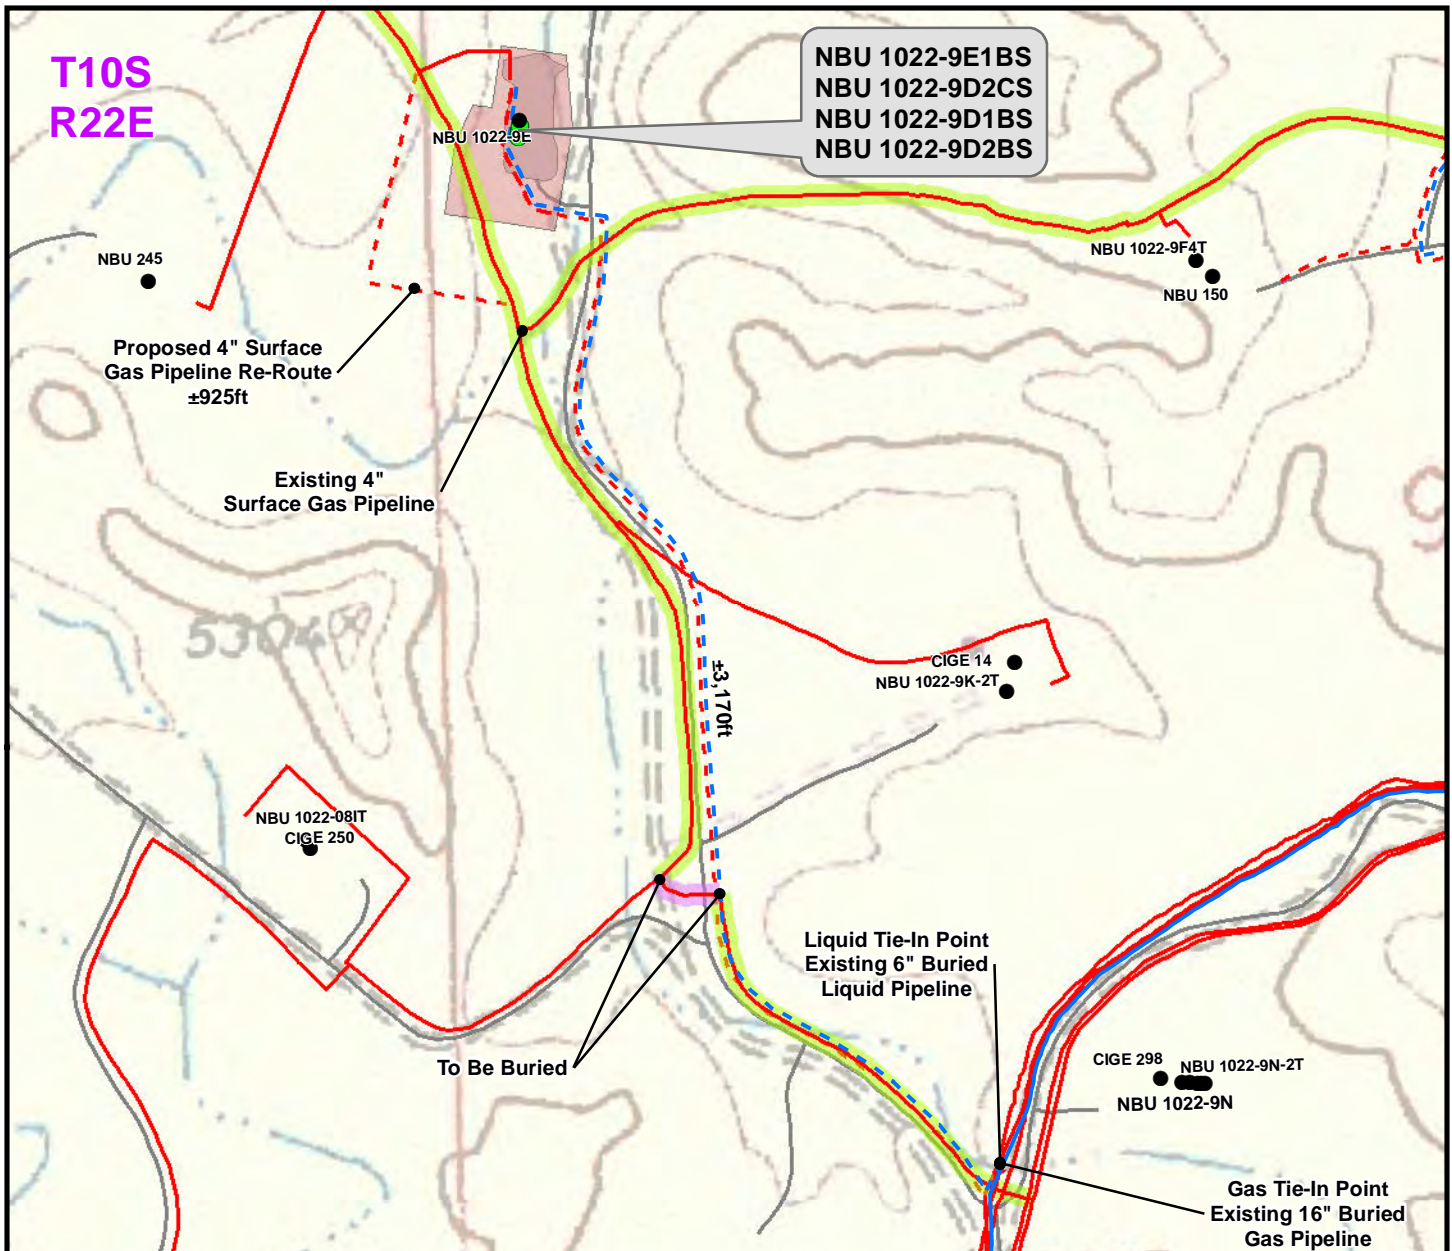 T10S
R22E
NBU 1022-9E1BS
NBU 1022-9D2CS
NBU 1022-9D1BS
NBU 1022-9D2BS
NBU 1022-9E
NBU 245
NBU 1022-9F4T
NBU 150
Proposed 4" Surface
Gas Pipeline Re-Route
±925ft
Existing 4"
Surface Gas Pipeline
9
5304
±3,170ft
CIGE 14
NBU 1022-9K-2T
NBU 1022-08IT
CIGE 250
Liquid Tie-In Point
Existing 6" Buried
Liquid Pipeline
To Be Buried
CIGE 298
NBU 1022-9N-2T
NBU 1022-9N
Gas Tie-In Point
Existing 16" Buried
Gas Pipeline